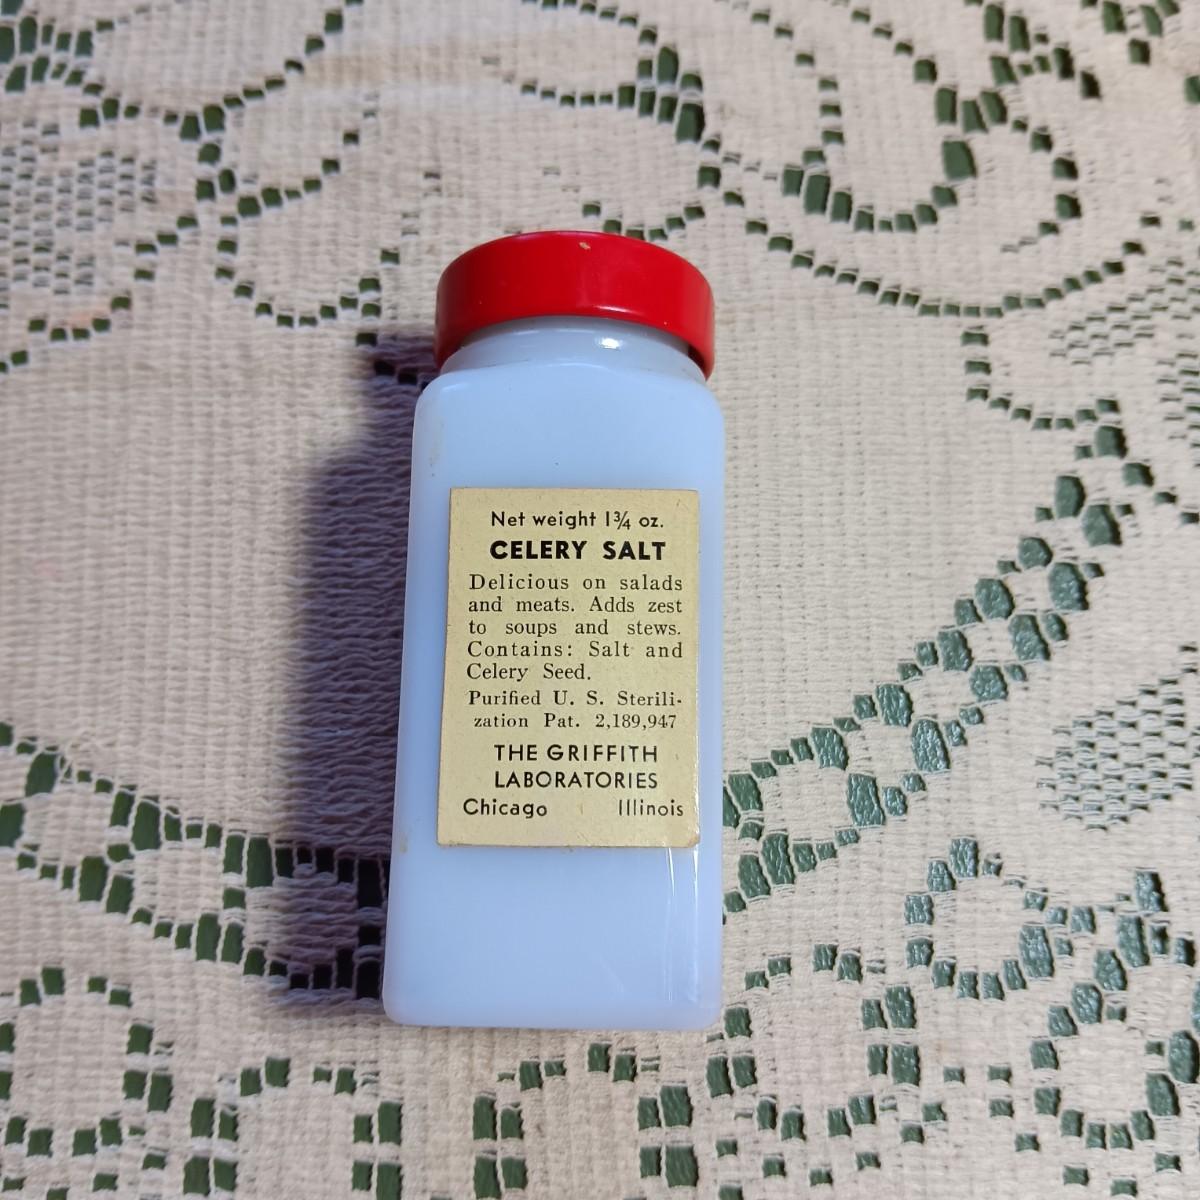 Net weight 1¾ oz.
CELERY SALT
Delicious on salads
and meats. Adds zest
to soups and stews.
Contains: Salt and
Celery Seed.
Purified U. S. Sterili-
zation Pat. 2,189,947
THE GRIFFITH
LABORATORIES
Chicago Illinois